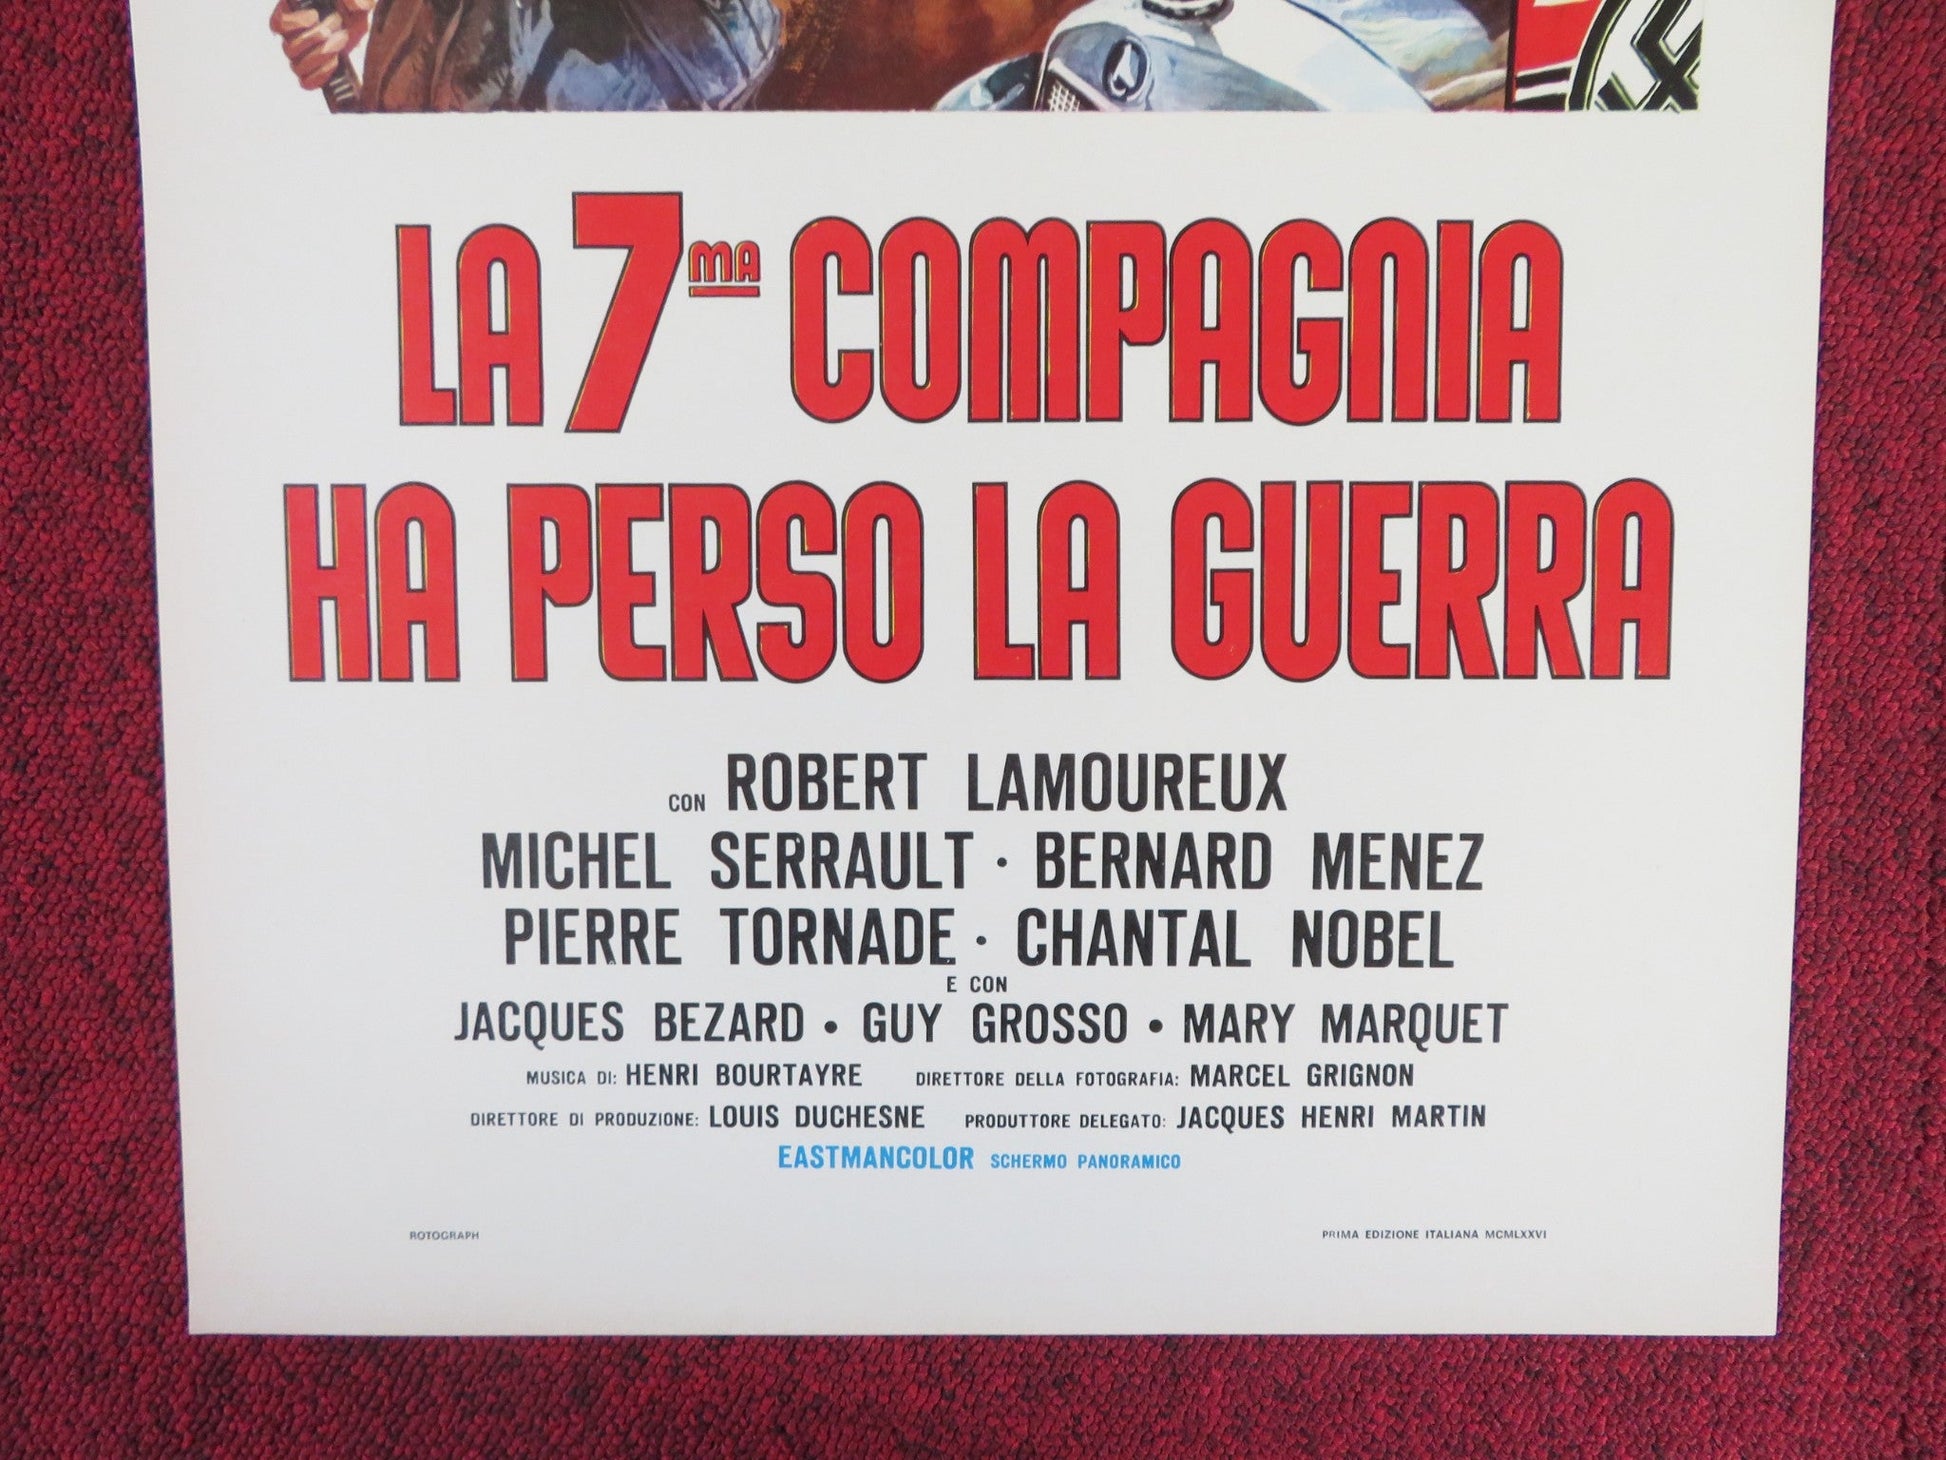 LA 7MA COMPAGNIA
HA PERSO LA GUERRA
CON ROBERT LAMOUREUX
MICHEL SERRAULT · BERNARD MENEZ
PIERRE TORNADE · CHANTAL NOBEL
E CON
JACQUES BEZARD • GUY GROSSO • MARY MARQUET
MUSICA DI: HENRI BOURTAYRE DIRETTORE DELLA FOTOGRAFIA: MARCEL GRIGNON
DIRETTORE DI PRODUZIONE: LOUIS DUCHESNE PRODUTTORE DELEGATO: JACQUES HENRI MARTIN
EASTMANCOLOR SCHERMO PANORAMICO
ROTOGRAPH PRIMA EDIZIONE ITALIANA MCMLXXVI